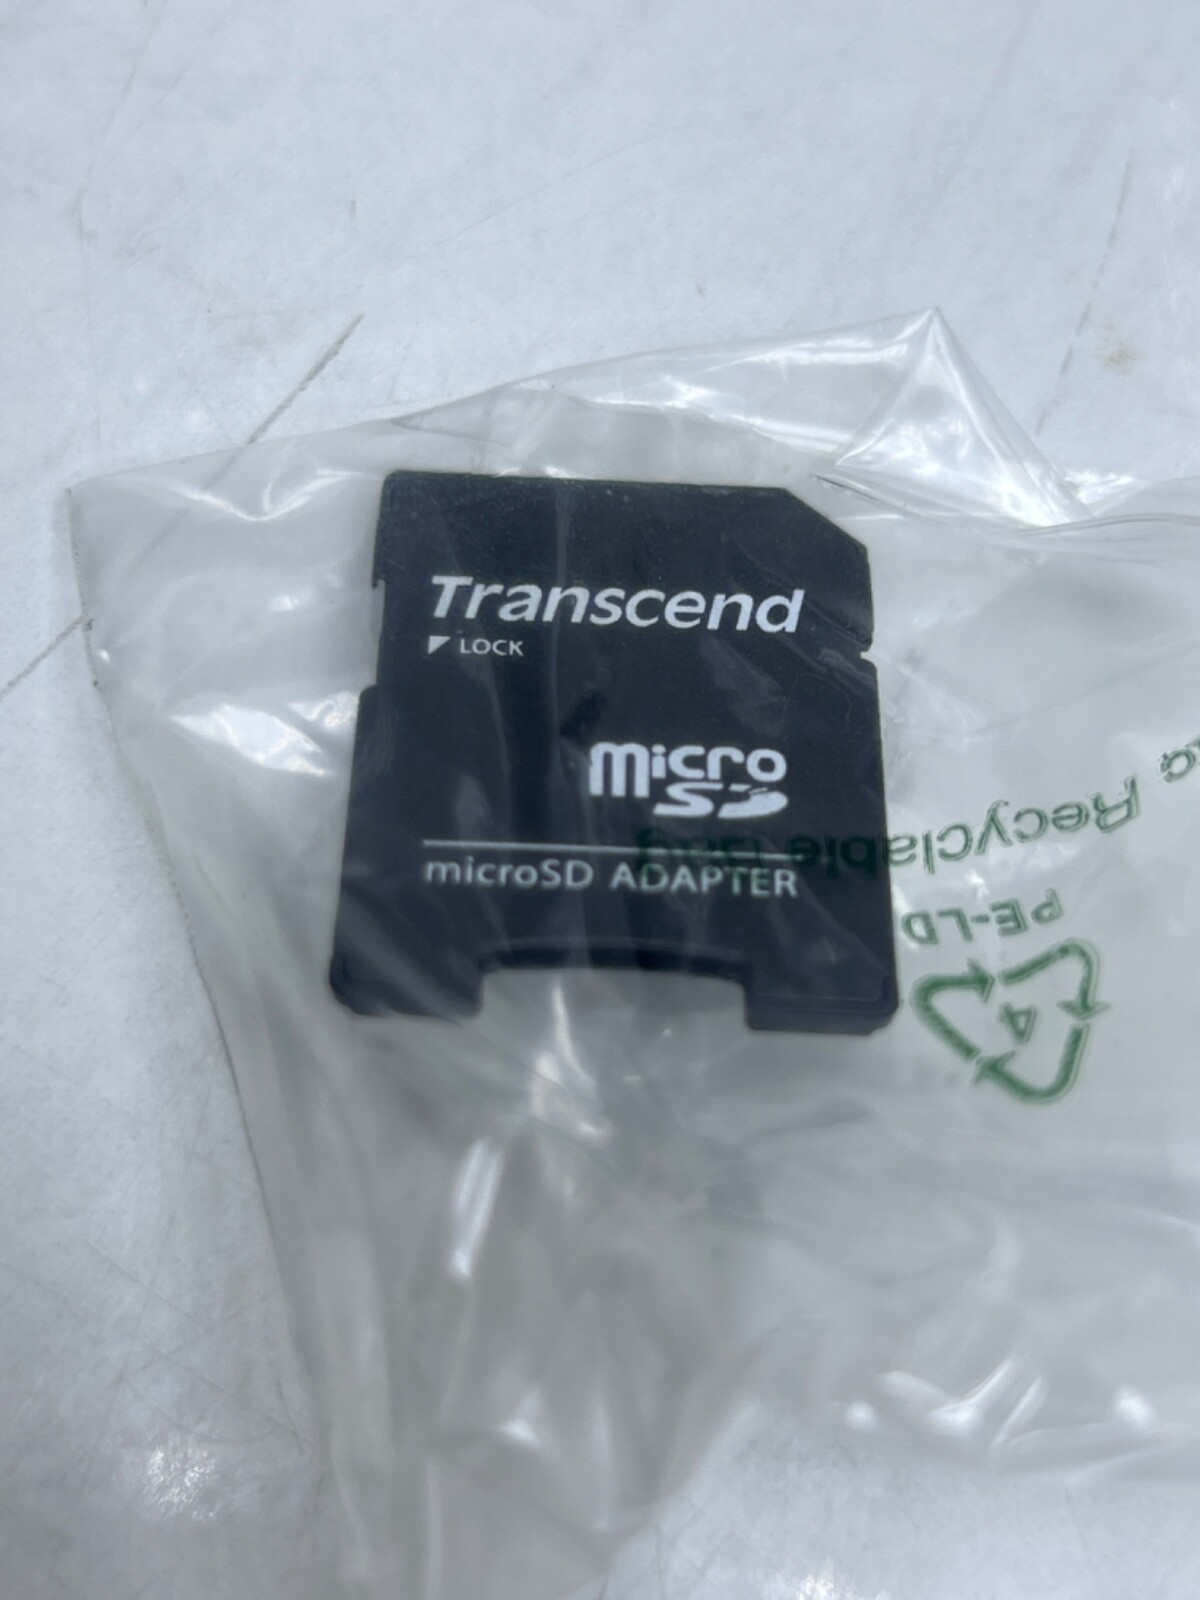 Transcend
LOCK
micro
SD
microSD ADAPTER
Recyclable Bag
PE-LD
4